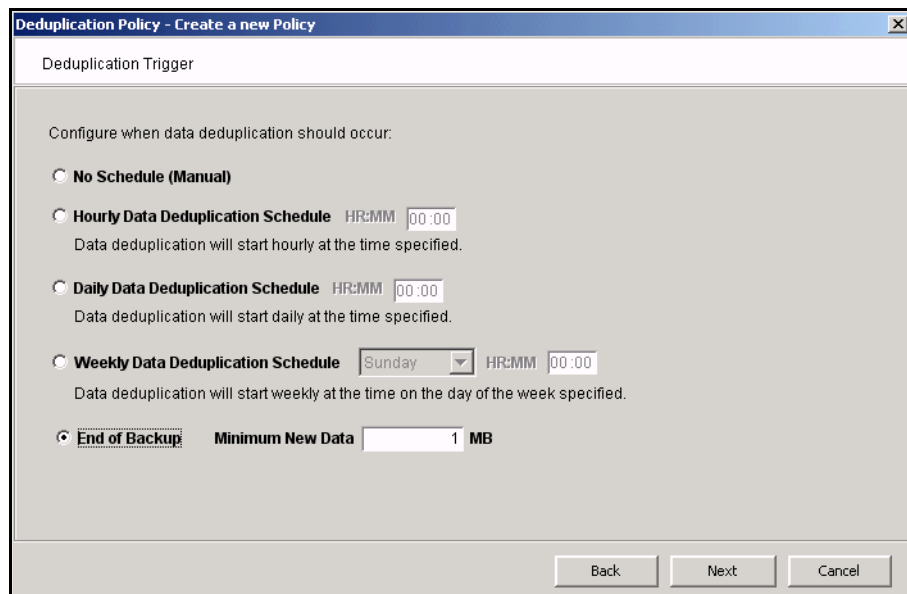 Deduplication Policy - Create a new Policy
Deduplication Trigger
Configure when data deduplication should occur:
No Schedule (Manual)
Hourly Data Deduplication Schedule HR:MM 00:00
Data deduplication will start hourly at the time specified.
Daily Data Deduplication Schedule HR:MM 00:00
Data deduplication will start daily at the time specified.
Weekly Data Deduplication Schedule Sunday HR:MM 00:00
Data deduplication will start weekly at the time on the day of the week specified.
End of Backup Minimum New Data 1 MB
Back Next Cancel